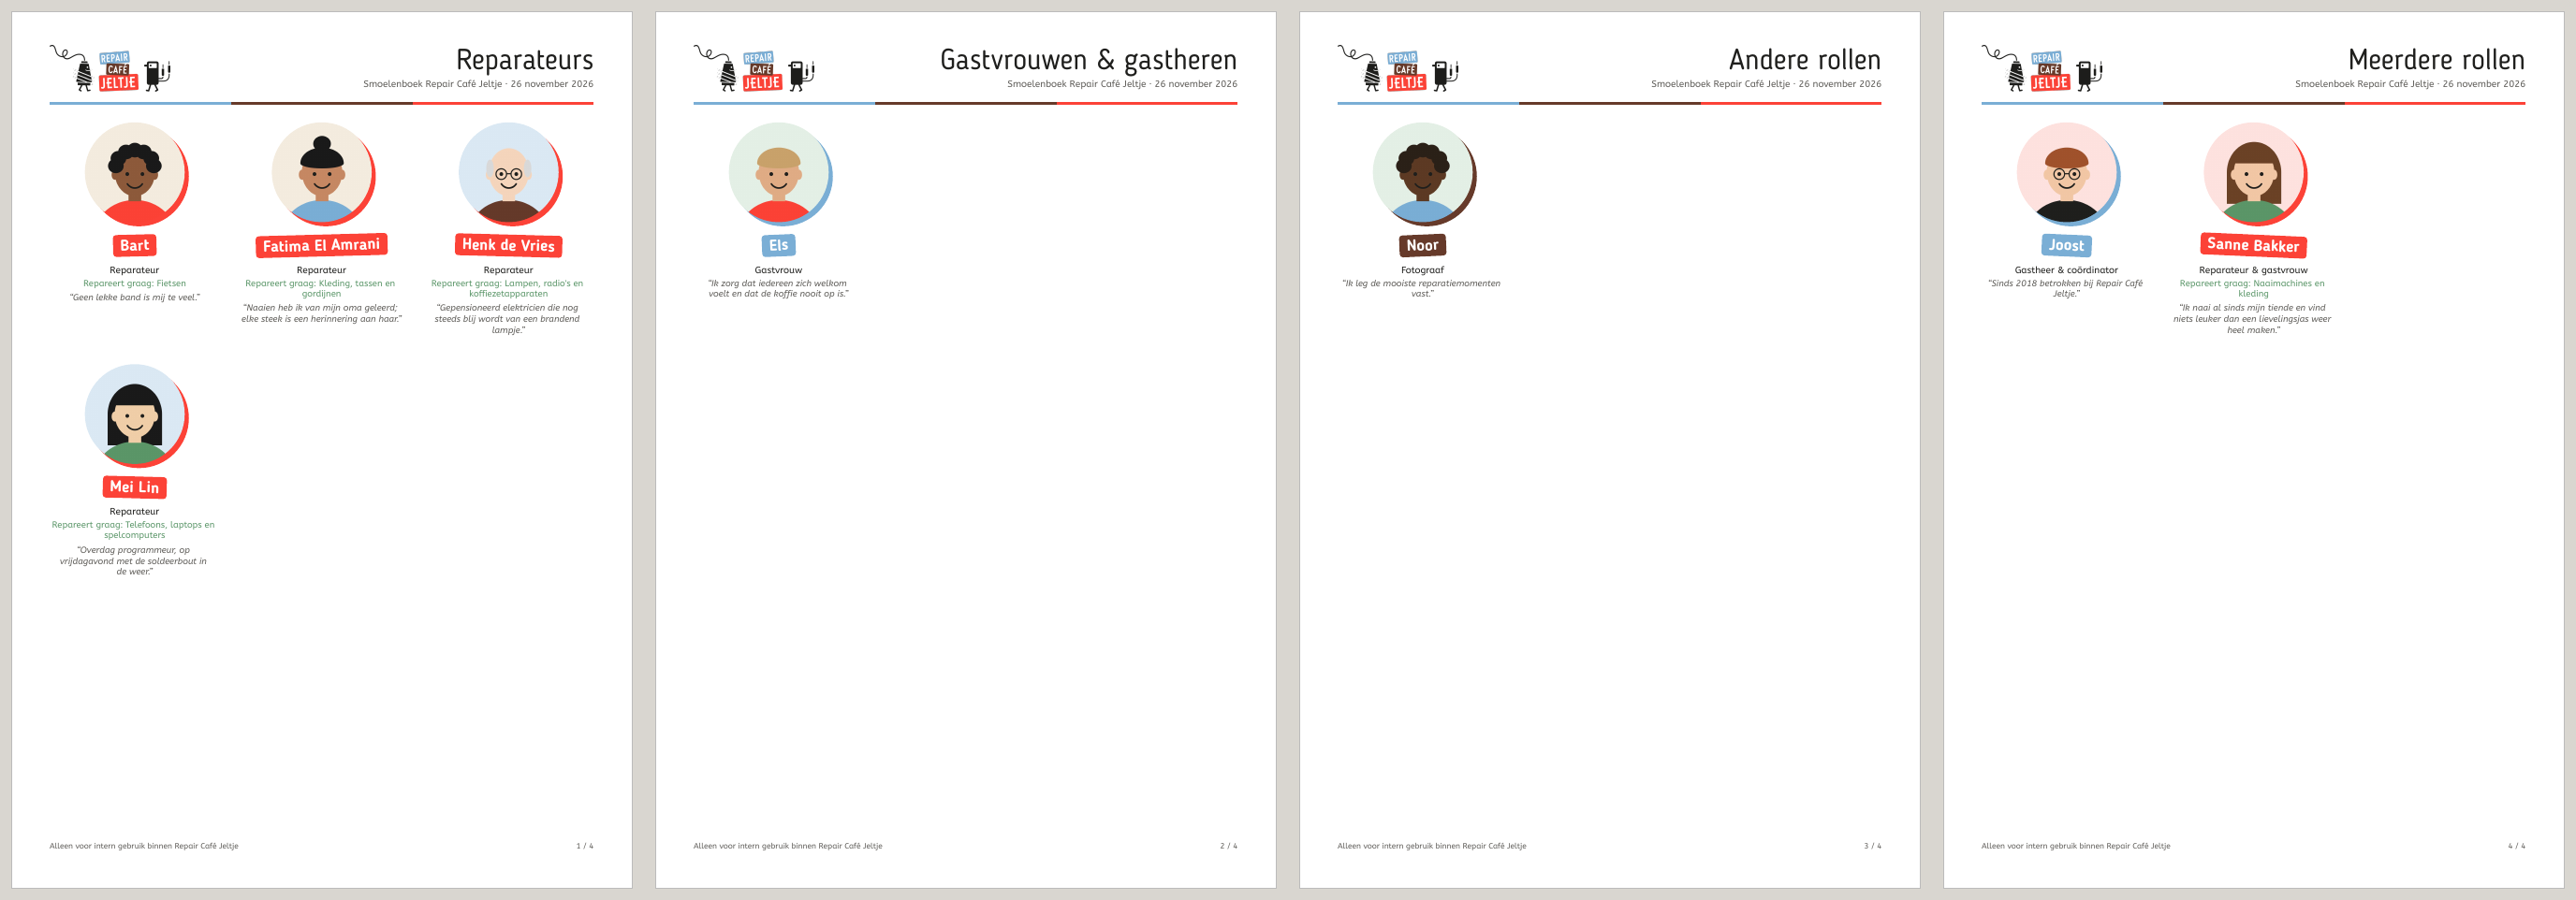 REPAIR
CAFÉ
JELTJE
Reparateurs
Smoelenboek Repair Café Jeltje · 26 november 2026
Bart
Reparateur
Repareert graag: Fietsen
“Geen lekke band is mij te veel.”
Fatima El Amrani
Reparateur
Repareert graag: Kleding, tassen en
gordijnen
“Naaien heb ik van mijn oma geleerd;
elke steek is een herinnering aan haar.”
Henk de Vries
Reparateur
Repareert graag: Lampen, radio's en
koffiezetapparaten
“Gepensioneerd elektricien die nog
steeds blij wordt van een brandend
lampje.”
Mei Lin
Reparateur
Repareert graag: Telefoons, laptops en
spelcomputers
“Overdag programmeur, op
vrijdagavond met de soldeerbout in
de weer.”
Alleen voor intern gebruik binnen Repair Café Jeltje
1 / 4
REPAIR
CAFÉ
JELTJE
Gastvrouwen & gastheren
Smoelenboek Repair Café Jeltje · 26 november 2026
Els
Gastvrouw
“Ik zorg dat iedereen zich welkom
voelt en dat de koffie nooit op is.”
Alleen voor intern gebruik binnen Repair Café Jeltje
2 / 4
REPAIR
CAFÉ
JELTJE
Andere rollen
Smoelenboek Repair Café Jeltje · 26 november 2026
Noor
Fotograaf
“Ik leg de mooiste reparatiemomenten
vast.”
Alleen voor intern gebruik binnen Repair Café Jeltje
3 / 4
REPAIR
CAFÉ
JELTJE
Meerdere rollen
Smoelenboek Repair Café Jeltje · 26 november 2026
Joost
Gastheer & coördinator
“Sinds 2018 betrokken bij Repair Café
Jeltje.”
Sanne Bakker
Reparateur & gastvrouw
Repareert graag: Naaimachines en
kleding
“Ik naai al sinds mijn tiende en vind
niets leuker dan een lievelingsjas weer
heel maken.”
Alleen voor intern gebruik binnen Repair Café Jeltje
4 / 4